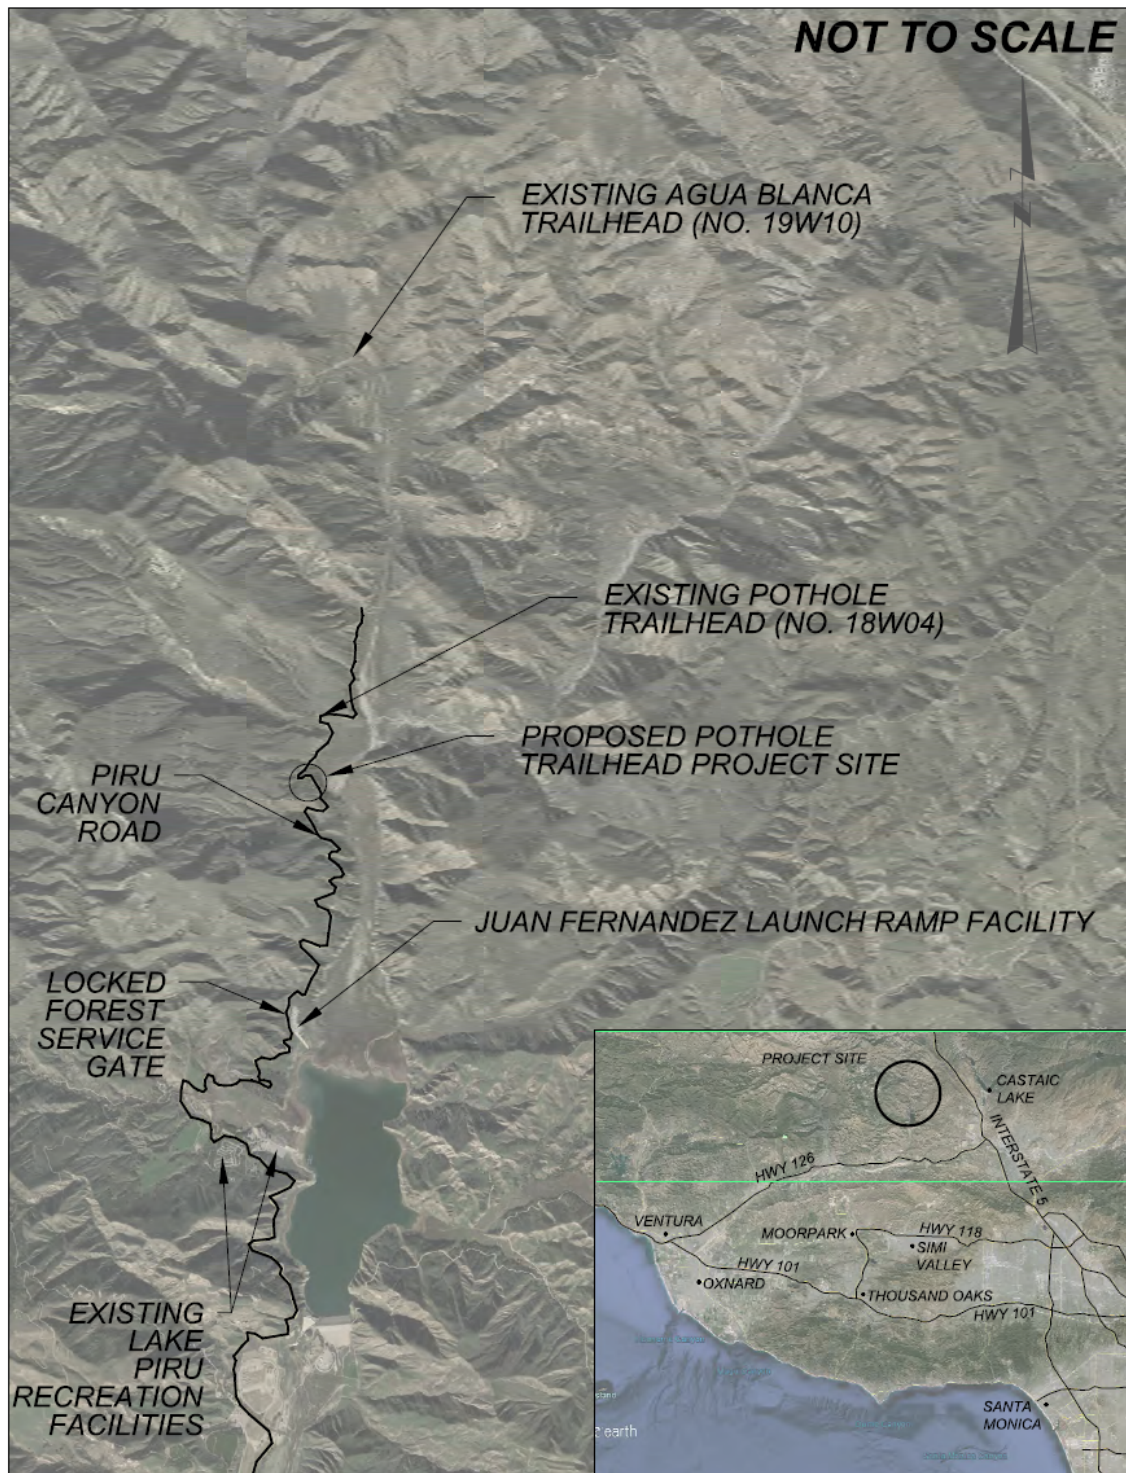 NOT TO SCALE
N
EXISTING AGUA BLANCA
TRAILHEAD (NO. 19W10)
EXISTING POTHOLE
TRAILHEAD (NO. 18W04)
PROPOSED POTHOLE
TRAILHEAD PROJECT SITE
PIRU
CANYON
ROAD
JUAN FERNANDEZ LAUNCH RAMP FACILITY
LOCKED
FOREST
SERVICE
GATE
EXISTING
LAKE
PIRU
RECREATION
FACILITIES
PROJECT SITE
CASTAIC
LAKE
INTERSTATE 5
HWY 126
VENTURA
MOORPARK
HWY 118
SIMI
VALLEY
HWY 101
OXNARD
THOUSAND OAKS
HWY 101
SANTA
MONICA
earth